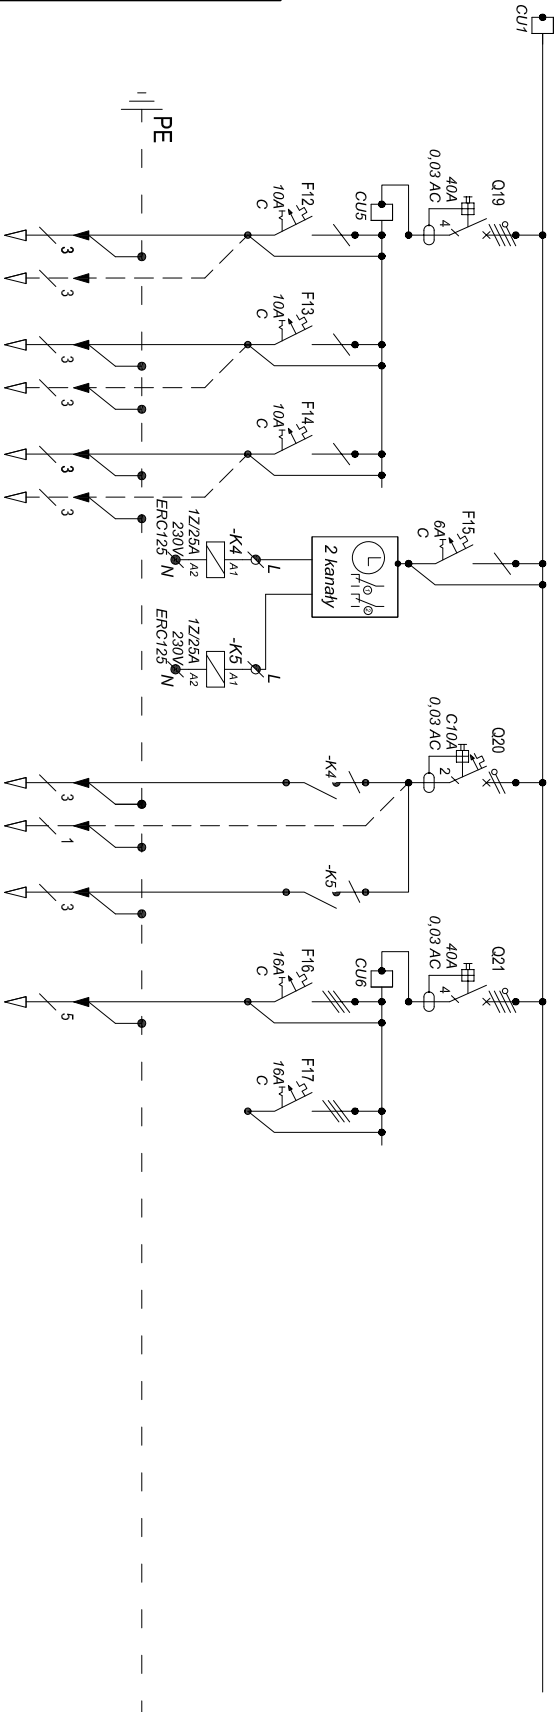 CU1
PE
Q19
40A
0,03 AC
4
CU5
F12
10A
C
3
3
F13
10A
C
3
3
F14
10A
C
3
3
F15
6A
C
L
1
2
2 kanały
L
-K4
A1
A2
1Z/25A
230V
ERC125
N
L
-K5
A1
A2
1Z/25A
230V
ERC125
N
Q20
C10A
0,03 AC
2
-K4
3
1
-K5
3
Q21
40A
0,03 AC
4
CU6
F16
16A
C
5
F17
16A
C